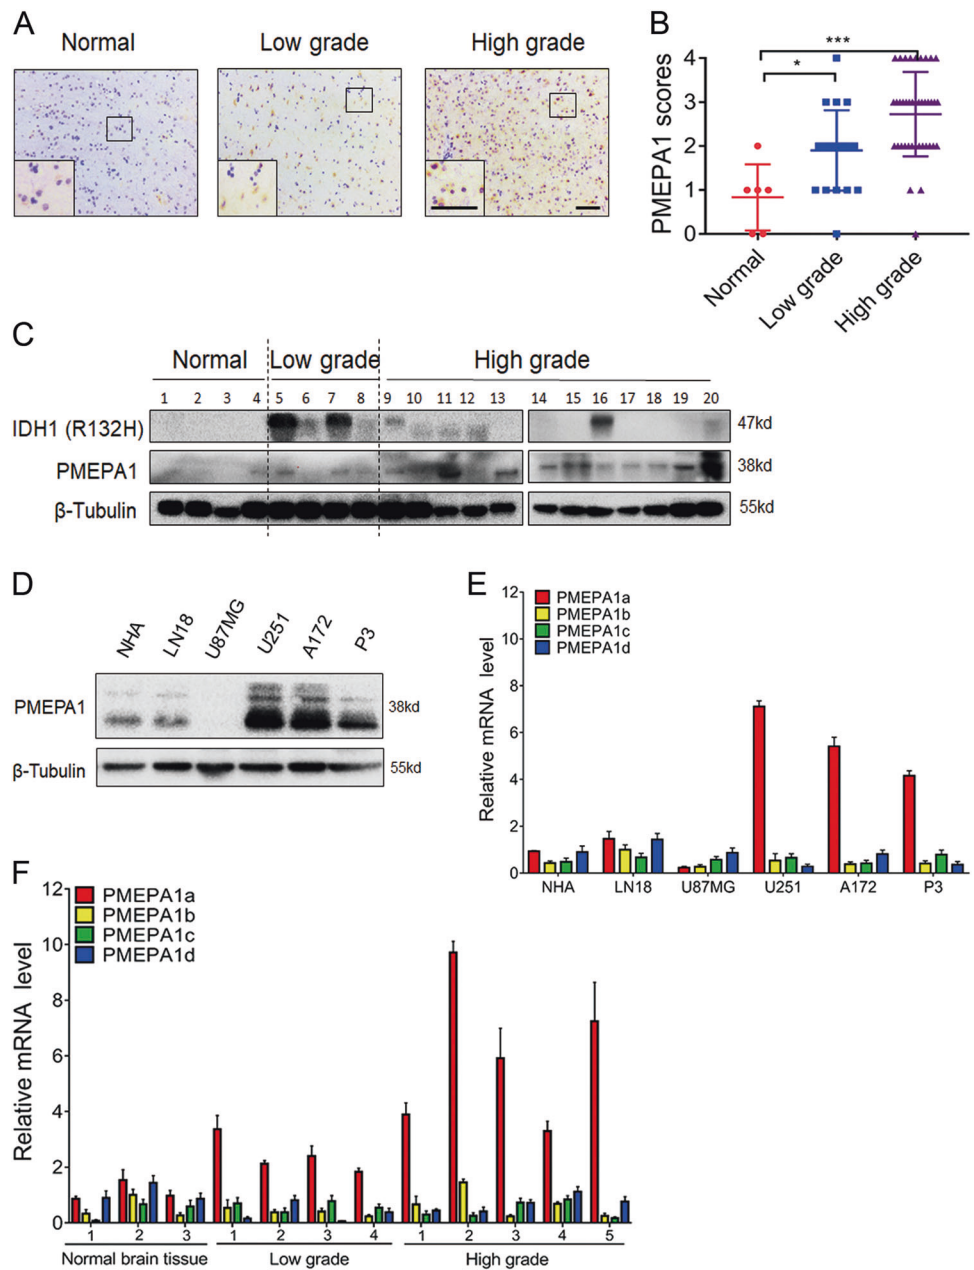 A
Normal
Low grade
High grade
B
PMEPA1 scores
4
3
2
1
0
***
*
Normal
Low grade
High grade
C
Normal
Low grade
High grade
1 2 3 4 5 6 7 8 9 10 11 12 13 14 15 16 17 18 19 20
IDH1 (R132H)
47kd
PMEPA1
38kd
β-Tubulin
55kd
D
NHA
LN18
U87MG
U251
A172
P3
PMEPA1
38kd
β-Tubulin
55kd
E
Relative mRNA level
12
10
8
6
4
2
0
PMEPA1a
PMEPA1b
PMEPA1c
PMEPA1d
NHA LN18 U87MG U251 A172 P3
F
Relative mRNA level
12
10
8
6
4
2
0
PMEPA1a
PMEPA1b
PMEPA1c
PMEPA1d
1 2 3 1 2 3 4 1 2 3 4 5
Normal brain tissue Low grade High grade